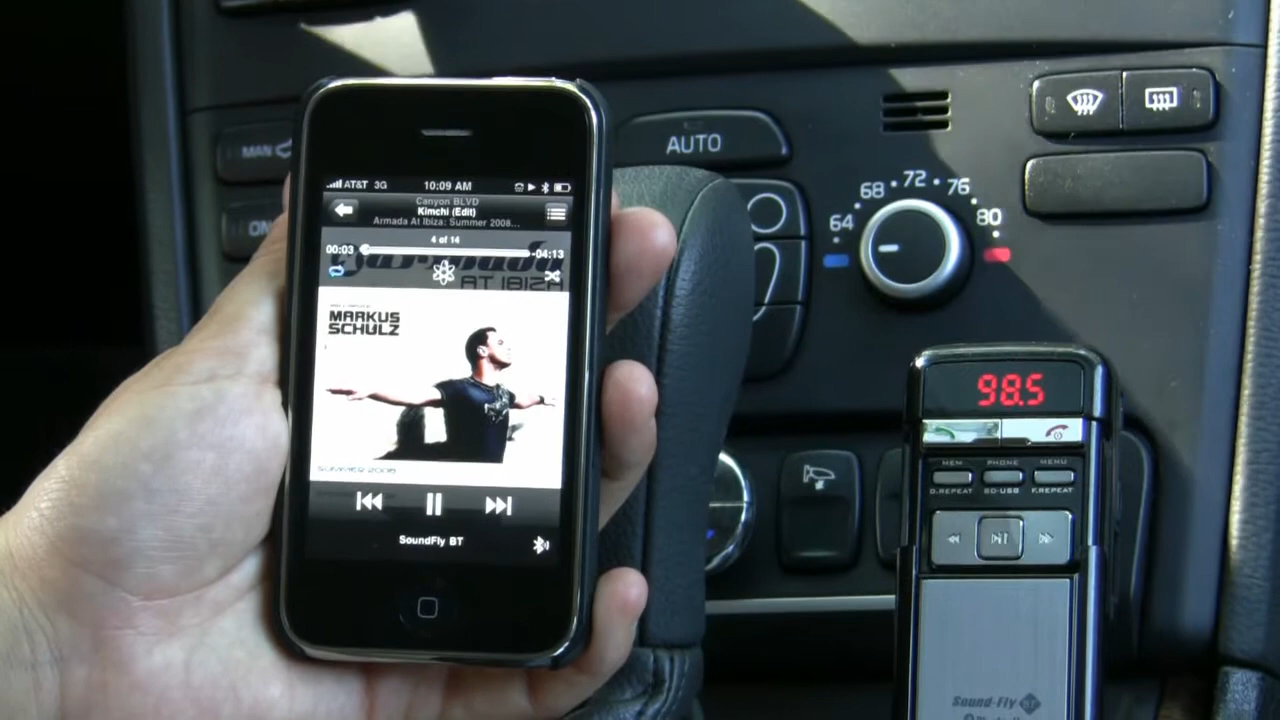 MAN
AUTO
64 68 72 76 80
AT&T 3G 10:09 AM
Canyon BLVD
Kimchi (Edit)
Armada At Ibiza: Summer 2008...
4 of 14
00:03 -04:13
AT IBIZA
MARKUS
SCHULZ
SUMMER 2008
SoundFly BT
98.5
MEM PHONE MENU
D.REPEAT SD-USB F.REPEAT
Sound-Fly BT